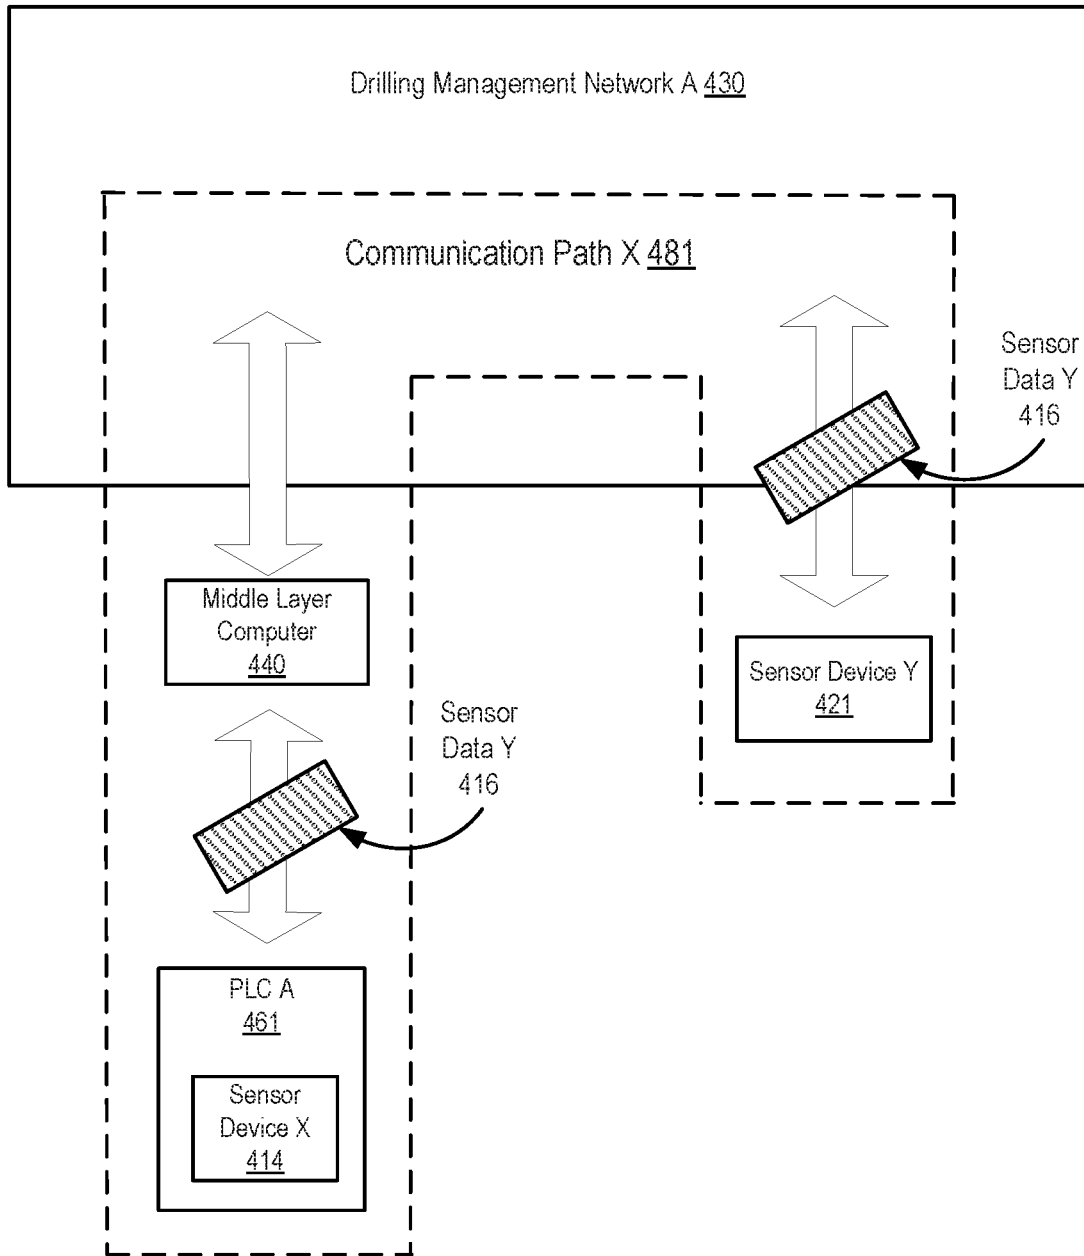 Drilling Management Network A 430
Communication Path X 481
Sensor
Data Y
416
Middle Layer
Computer
440
Sensor Device Y
421
Sensor
Data Y
416
PLC A
461
Sensor
Device X
414